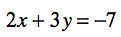 2x + 3y = −7